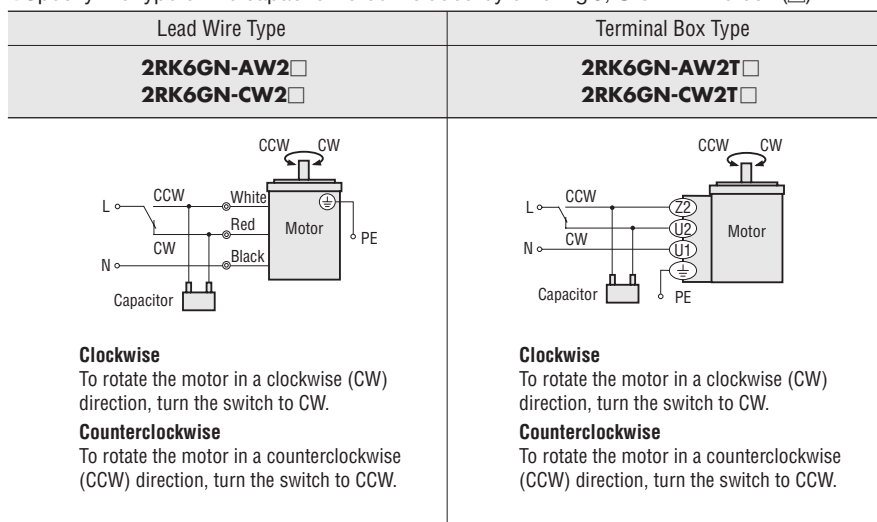 Lead Wire Type
Terminal Box Type
2RK6GN-AW2□
2RK6GN-CW2□
2RK6GN-AW2T□
2RK6GN-CW2T□
CCW CW
L
CCW
White
Red
Motor
CW
PE
N
Black
Capacitor
CCW CW
L
CCW
Z2
U2
Motor
CW
N
U1
Capacitor
PE
Clockwise
To rotate the motor in a clockwise (CW)
direction, turn the switch to CW.
Counterclockwise
To rotate the motor in a counterclockwise
(CCW) direction, turn the switch to CCW.
Clockwise
To rotate the motor in a clockwise (CW)
direction, turn the switch to CW.
Counterclockwise
To rotate the motor in a counterclockwise
(CCW) direction, turn the switch to CCW.